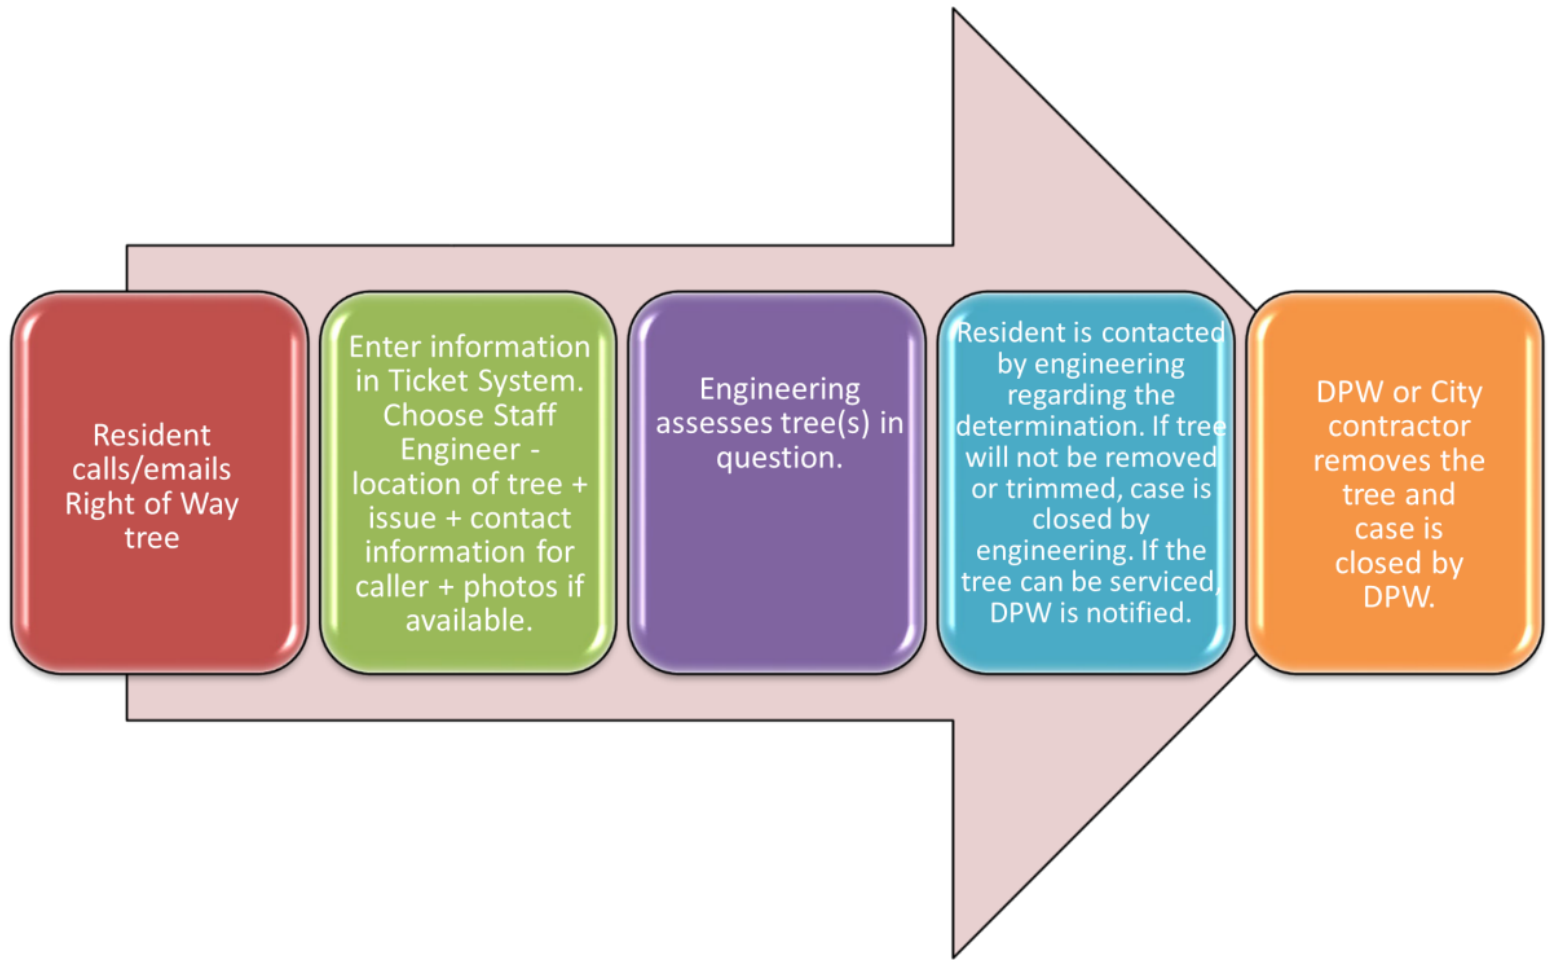 Resident
calls/emails
Right of Way
tree
Enter information
in Ticket System.
Choose Staff
Engineer -
location of tree +
issue + contact
information for
caller + photos if
available.
Engineering
assesses tree(s) in
question.
Resident is contacted
by engineering
regarding the
determination. If tree
will not be removed
or trimmed, case is
closed by
engineering. If the
tree can be serviced,
DPW is notified.
DPW or City
contractor
removes the
tree and
case is
closed by
DPW.